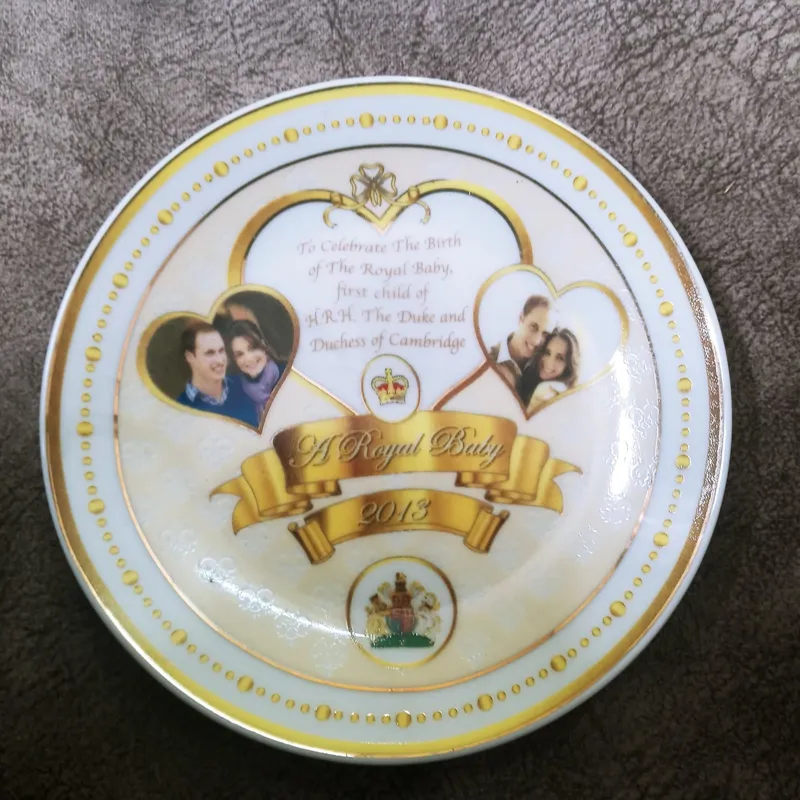 To Celebrate The Birth
of The Royal Baby,
first child of
H.R.H. The Duke and
Duchess of Cambridge
A Royal Baby
2013